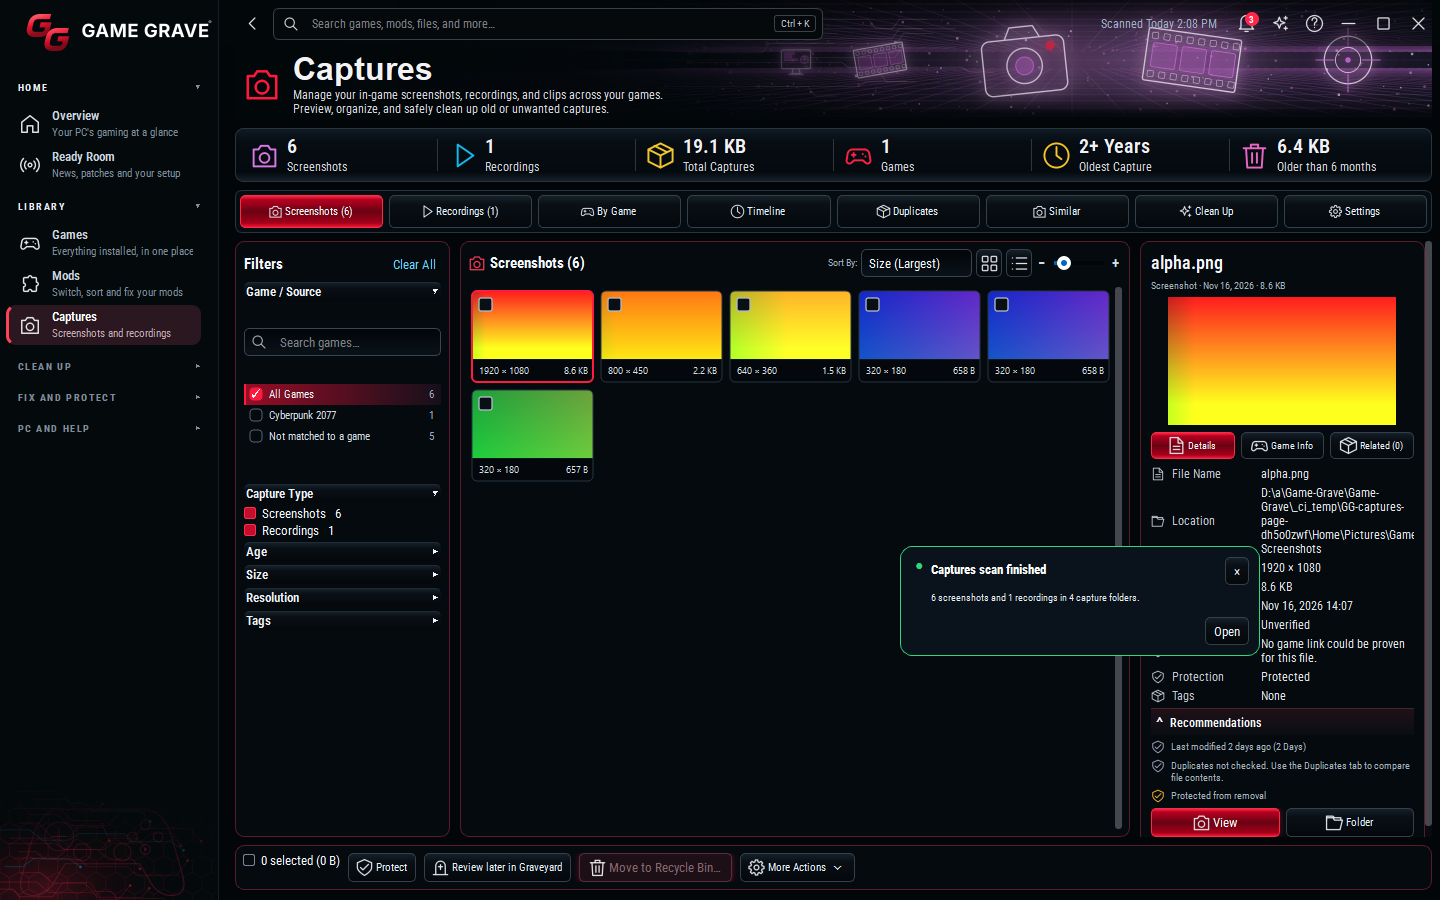 GAME GRAVE
Search games, mods, files, and more...
Ctrl + K
Scanned Today 2:08 PM
3
HOME
Overview
Your PC's gaming at a glance
Ready Room
News, patches and your setup
LIBRARY
Games
Everything installed, in one place
Mods
Switch, sort and fix your mods
Captures
Screenshots and recordings
CLEAN UP
FIX AND PROTECT
PC AND HELP
Captures
Manage your in-game screenshots, recordings, and clips across your games.
Preview, organize, and safely clean up old or unwanted captures.
6
Screenshots
1
Recordings
19.1 KB
Total Captures
1
Games
2+ Years
Oldest Capture
6.4 KB
Older than 6 months
Screenshots (6)
Recordings (1)
By Game
Timeline
Duplicates
Similar
Clean Up
Settings
Filters
Clear All
Game / Source
Search games...
All Games 6
Cyberpunk 2077 1
Not matched to a game 5
Capture Type
Screenshots 6
Recordings 1
Age
Size
Resolution
Tags
Screenshots (6)
Sort By:
Size (Largest)
- +
1920 × 1080 8.6 KB
800 × 450 2.2 KB
640 × 360 1.5 KB
320 × 180 658 B
320 × 180 658 B
320 × 180 657 B
alpha.png
Screenshot · Nov 16, 2026 · 8.6 KB
Details
Game Info
Related (0)
File Name alpha.png
Location
D:\a\Game-Grave\Game-
Grave\_ci_temp\GG-captures-
page-
dh5o0zwf\Home\Pictures\Game
Screenshots
1920 × 1080
8.6 KB
Nov 16, 2026 14:07
Unverified
No game link could be proven
for this file.
Protection Protected
Tags None
Recommendations
Last modified 2 days ago (2 Days)
Duplicates not checked. Use the Duplicates tab to compare
file contents.
Protected from removal
View
Folder
Captures scan finished
x
6 screenshots and 1 recordings in 4 capture folders.
Open
0 selected (0 B)
Protect
Review later in Graveyard
Move to Recycle Bin...
More Actions